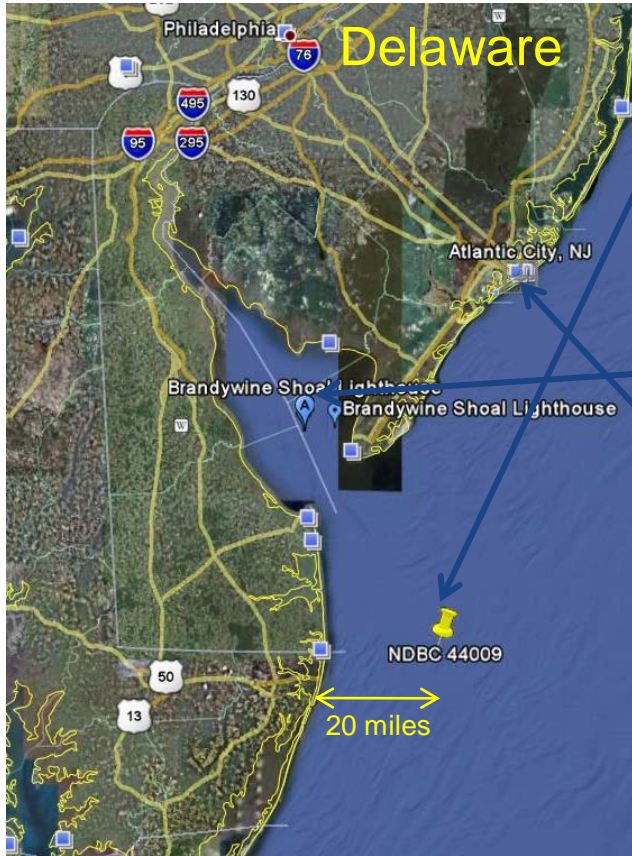 Philadelphia
Delaware
76
W
495
130
95
295
Atlantic City, NJ
Brandywine Shoal Lighthouse
A
Brandywine Shoal Lighthouse
W
NDBC 44009
50
13
20 miles